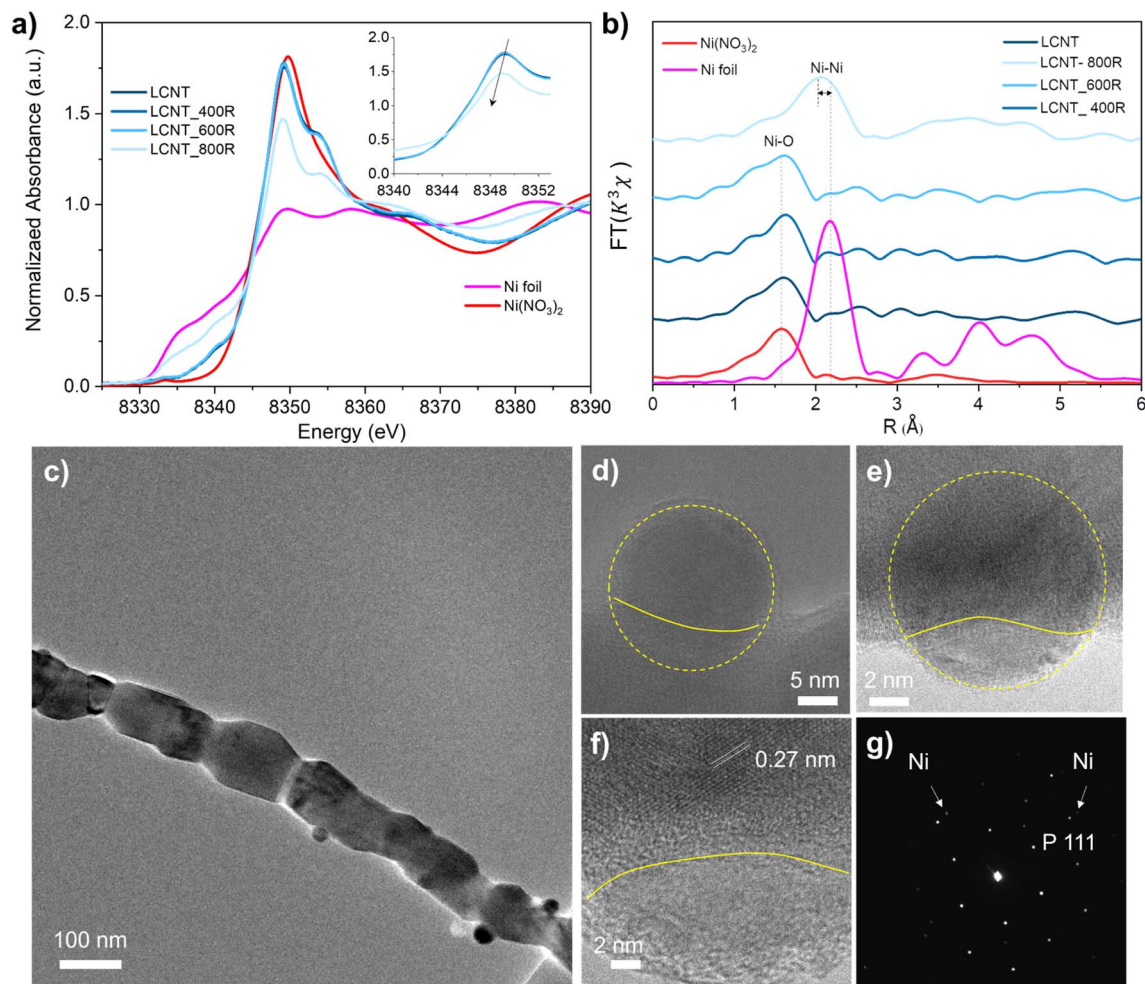 a)
2.0
1.5
1.0
0.5
0.0
Normalizaed Absorbance (a.u.)
LCNT
LCNT_400R
LCNT_600R
LCNT_800R
2.0
1.5
1.0
0.5
0.0
8340 8344 8348 8352
Ni foil
Ni(NO3)2
8330 8340 8350 8360 8370 8380 8390
Energy (eV)
b)
Ni(NO3)2
Ni foil
Ni-Ni
Ni-O
LCNT
LCNT- 800R
LCNT_600R
LCNT_ 400R
FT(K³χ)
0 1 2 3 4 5 6
R (Å)
c)
100 nm
d)
5 nm
e)
2 nm
f)
0.27 nm
2 nm
g)
Ni Ni
P 111